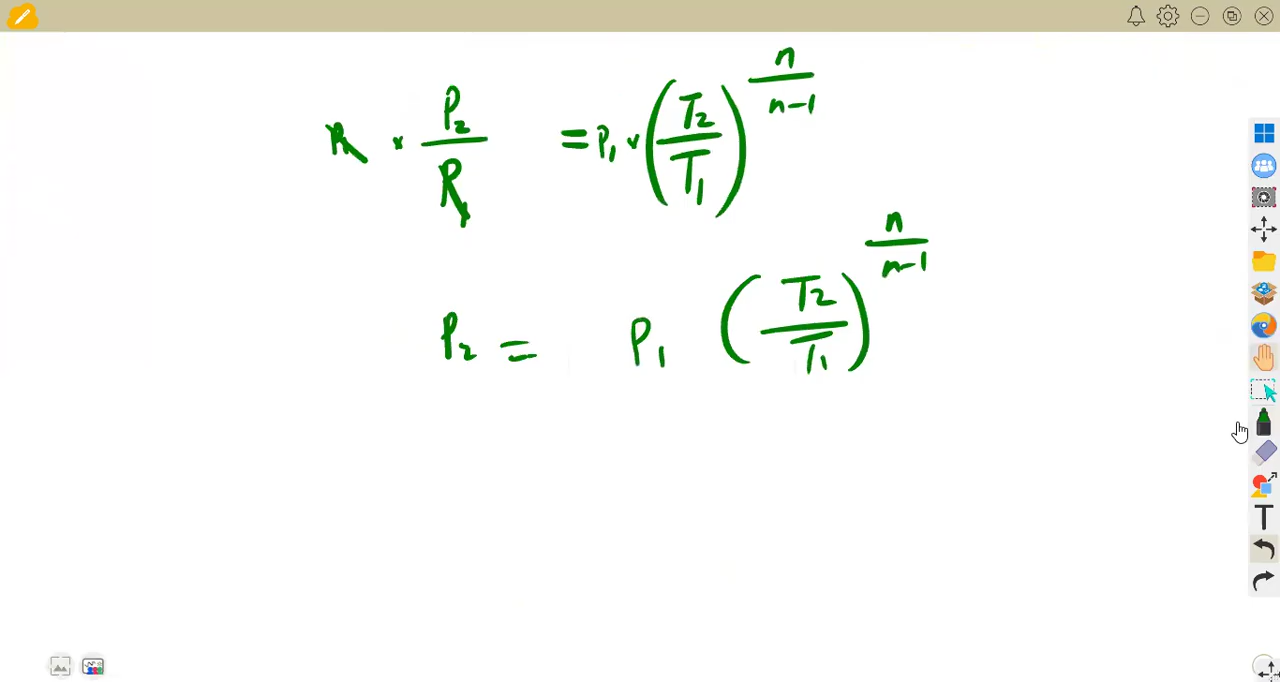 P₁ × P₂/P₁ = P₁ × (T₂/T₁)^(n/(n-1))
P₂ = P₁ (T₂/T₁)^(n/(n-1))
T